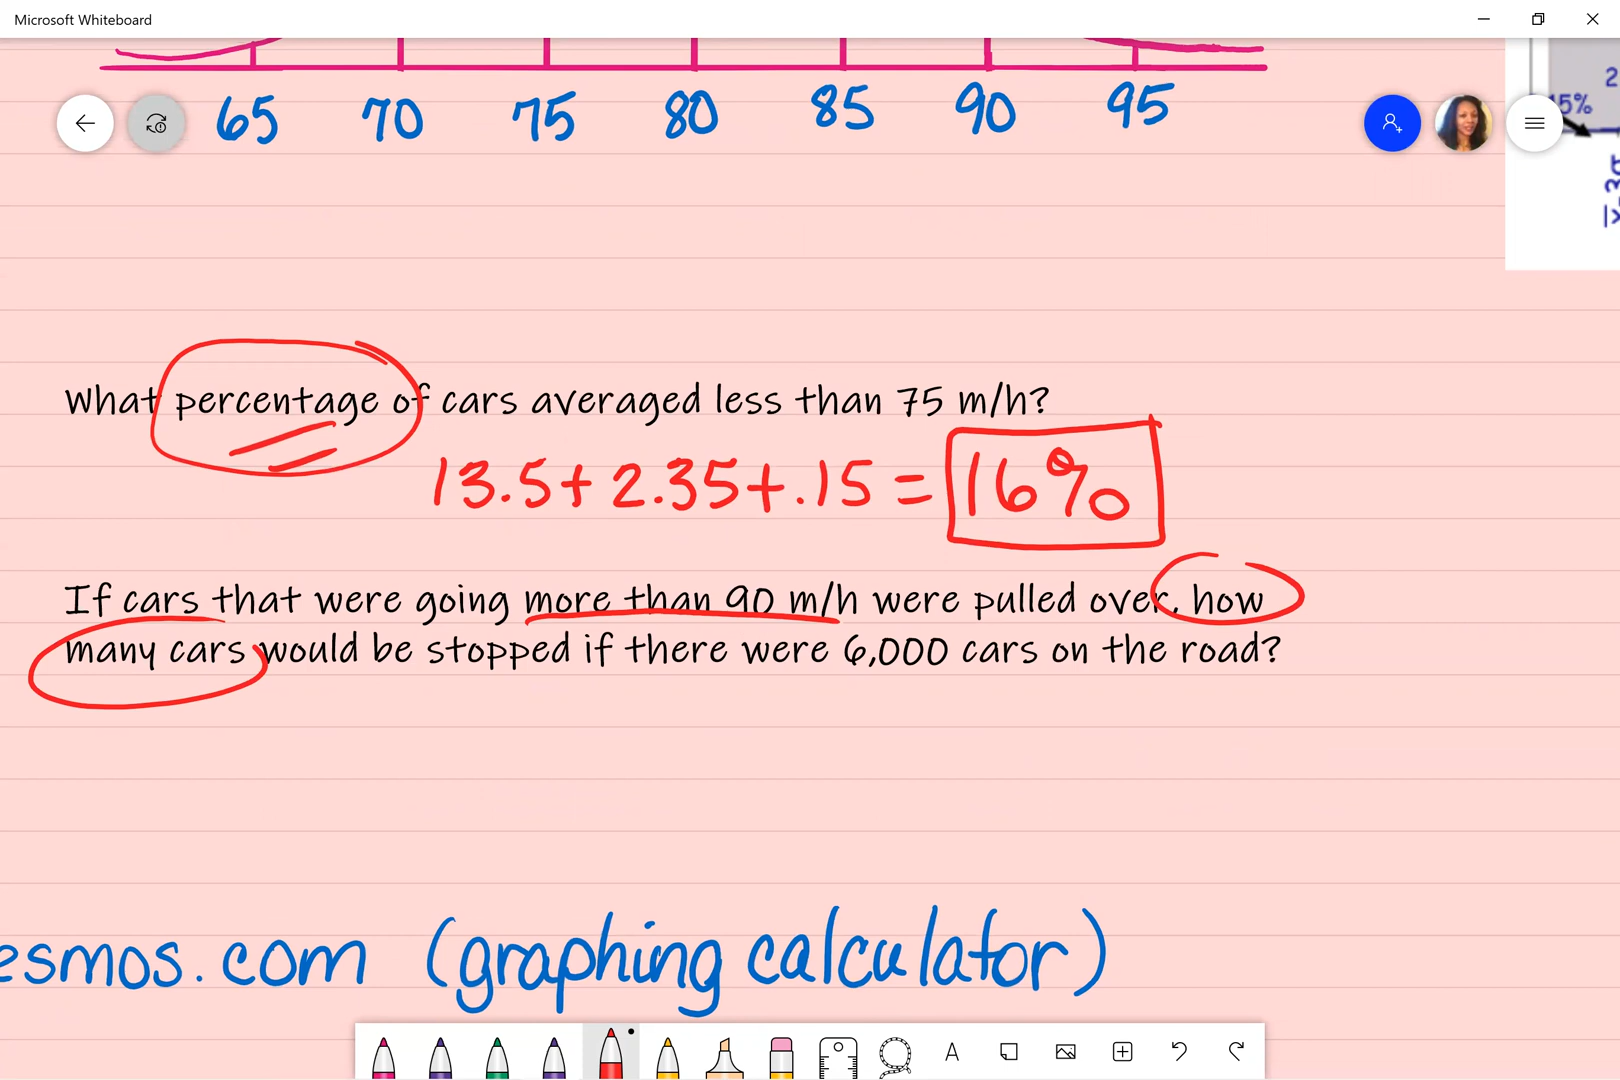 Microsoft Whiteboard
65 70 75 80 85 90 95
What percentage of cars averaged less than 75 m/h?
13.5 + 2.35 + .15 = 16%
If cars that were going more than 90 m/h were pulled over, how
many cars would be stopped if there were 6,000 cars on the road?
esmos.com (graphing calculator)
A